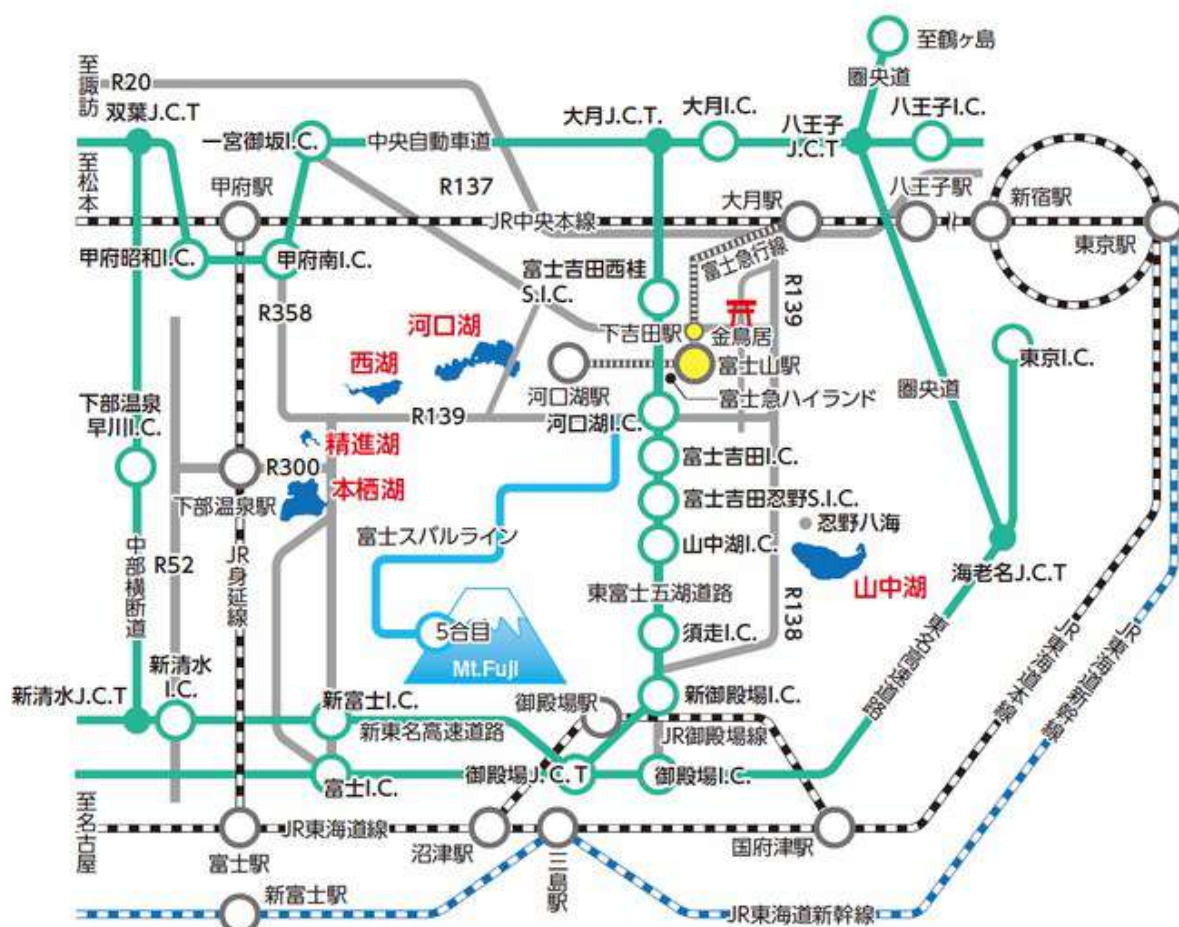 至鶴ヶ島
圏央道
至諏訪
R20
双葉J.C.T
一宮御坂I.C.
中央自動車道
大月J.C.T.
大月I.C.
八王子
J.C.T
八王子I.C.
至松本
甲府駅
R137
大月駅
八王子駅
新宿駅
JR中央本線
東京駅
甲府昭和I.C.
甲府南I.C.
富士急行線
富士吉田西桂
S.I.C.
R139
R358
河口湖
下吉田駅
金鳥居
西湖
富士山駅
東京I.C.
河口湖駅
富士急ハイランド
圏央道
下部温泉
早川I.C.
R139
河口湖I.C.
精進湖
R300
富士吉田I.C.
下部温泉駅
本栖湖
富士吉田忍野S.I.C.
忍野八海
富士スバルライン
山中湖I.C.
中部横断道
R52
JR身延線
海老名J.C.T
山中湖
東富士五湖道路
R138
5合目
須走I.C.
Mt.Fuji
東名高速道路
JR東海道本線
JR東海道新幹線
新清水
I.C.
新清水J.C.T
新富士I.C.
御殿場駅
新御殿場I.C.
新東名高速道路
JR御殿場線
富士I.C.
御殿場J.C.T
御殿場I.C.
至名古屋
JR東海道線
富士駅
沼津駅
三島駅
国府津駅
新富士駅
JR東海道新幹線